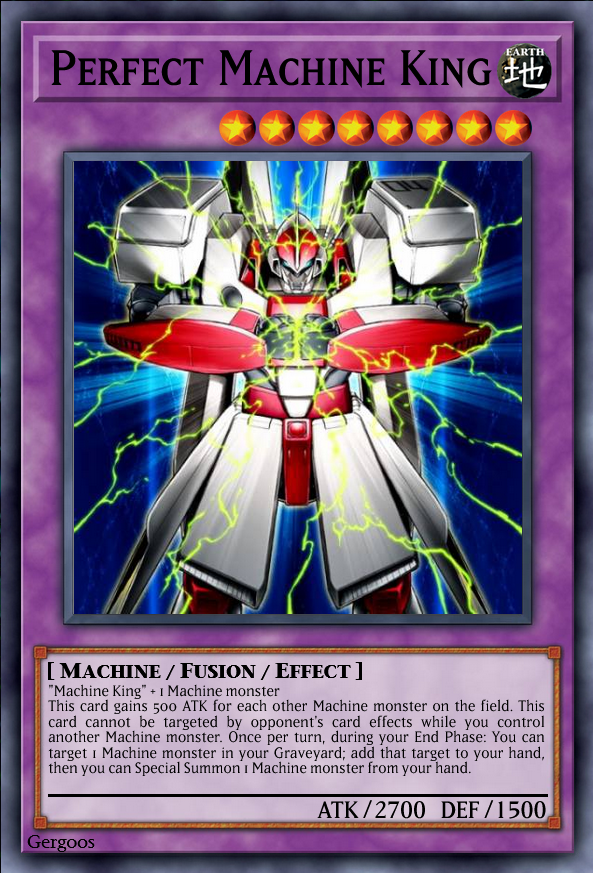 Perfect Machine King
EARTH
地
04
[ Machine / Fusion / Effect ]
"Machine King" + 1 Machine monster
This card gains 500 ATK for each other Machine monster on the field. This
card cannot be targeted by opponent's card effects while you control
another Machine monster. Once per turn, during your End Phase: You can
target 1 Machine monster in your Graveyard; add that target to your hand,
then you can Special Summon 1 Machine monster from your hand.
ATK/2700 DEF/1500
Gergoos